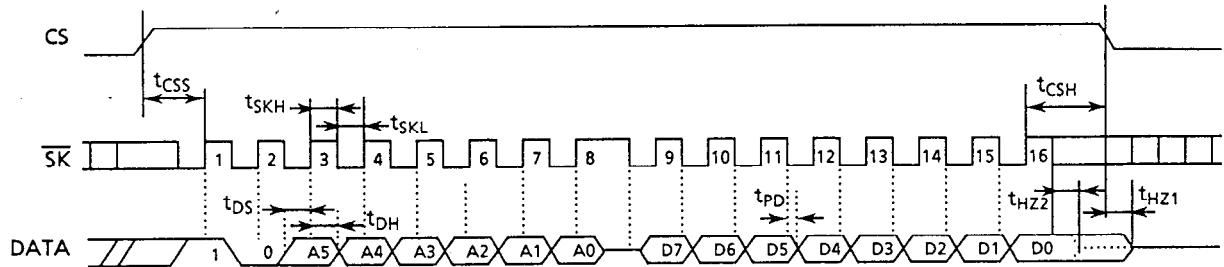 CS
tCSS
tCSH
tSKH
tSKL
SK
1 2 3 4 5 6 7 8 9 10 11 12 13 14 15 16
tDS
tDH
tPD
tHZ2
tHZ1
DATA
1 0 A5 A4 A3 A2 A1 A0 D7 D6 D5 D4 D3 D2 D1 D0